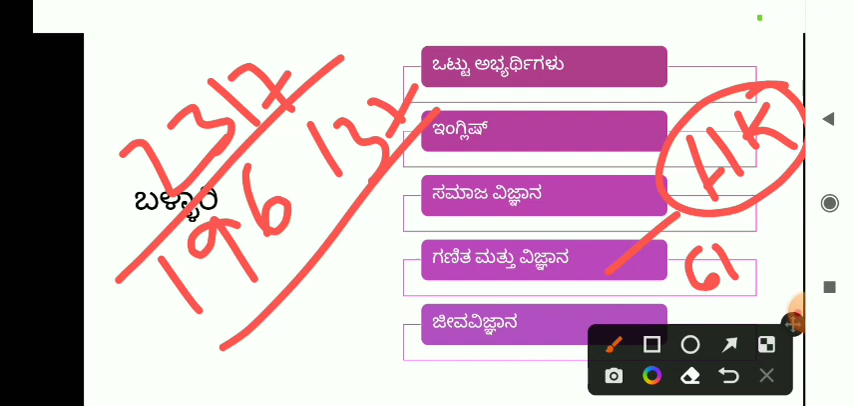 ಒಟ್ಟು ಅಭ್ಯರ್ಥಿಗಳು
ಇಂಗ್ಲಿಷ್
ಸಮಾಜ ವಿಜ್ಞಾನ
ಬಳ್ಳಾರಿ
ಗಣಿತ ಮತ್ತು ವಿಜ್ಞಾನ
ಜೀವವಿಜ್ಞಾನ
2317
196
137
HK
61